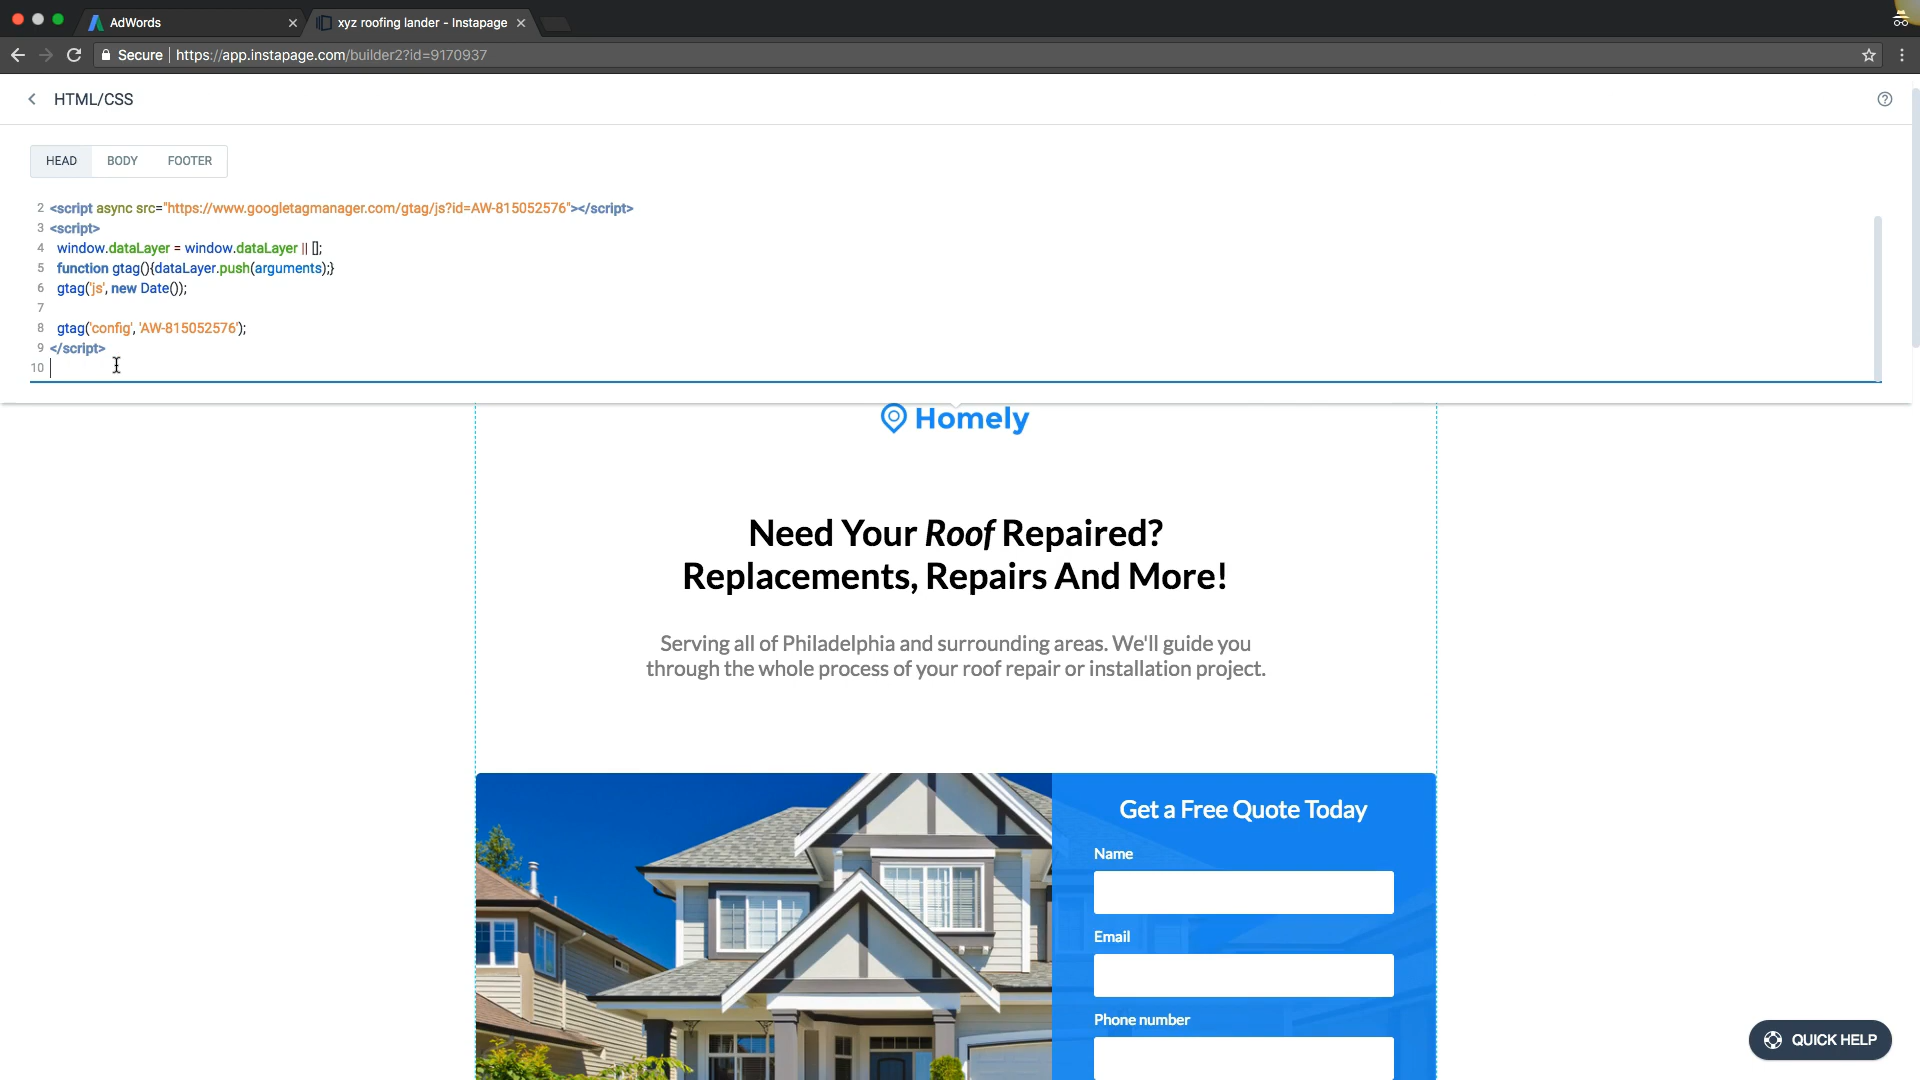 AdWords
xyz roofing lander - Instapage
Secure | https://app.instapage.com/builder2?id=9170937
HTML/CSS
HEAD BODY FOOTER
2 <script async src="https://www.googletagmanager.com/gtag/js?id=AW-815052576"></script>
3 <script>
4 window.dataLayer = window.dataLayer || [];
5 function gtag(){dataLayer.push(arguments);}
6 gtag('js', new Date());
7
8 gtag('config', 'AW-815052576');
9 </script>
10
Homely
Need Your Roof Repaired?
Replacements, Repairs And More!
Serving all of Philadelphia and surrounding areas. We'll guide you
through the whole process of your roof repair or installation project.
Get a Free Quote Today
Name
Email
Phone number
QUICK HELP